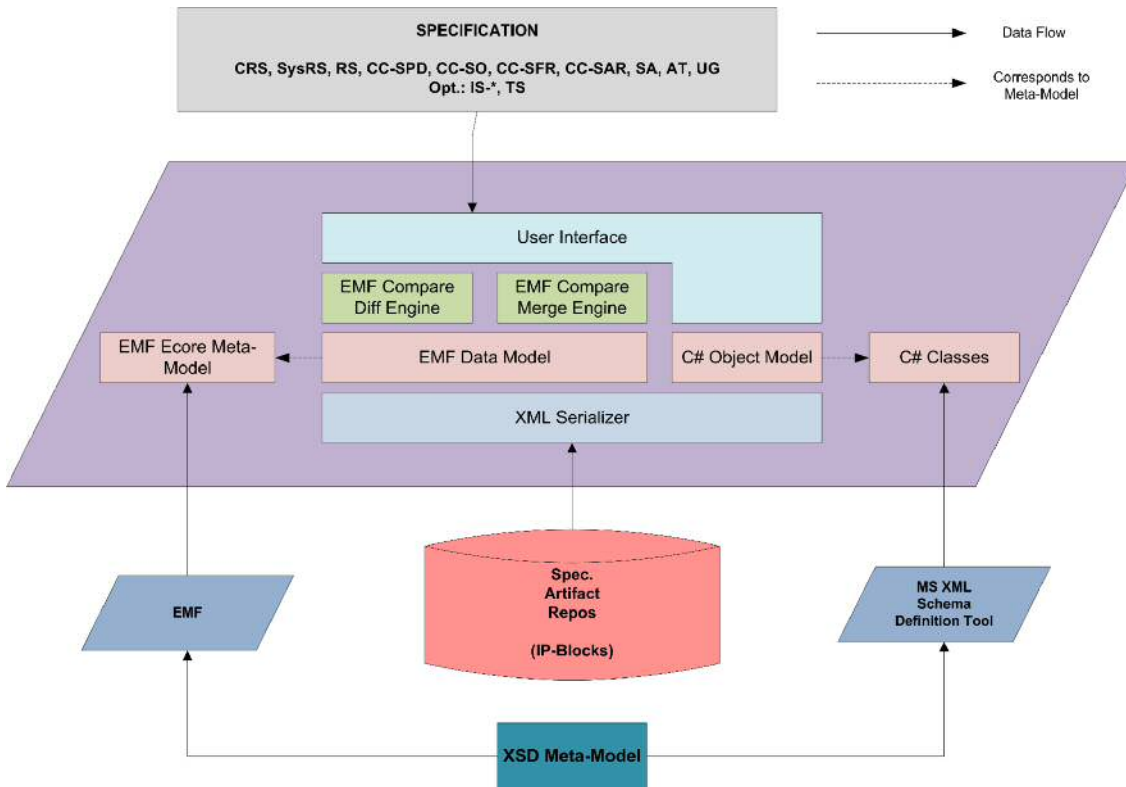 SPECIFICATION
CRS, SysRS, RS, CC-SPD, CC-SO, CC-SFR, CC-SAR, SA, AT, UG
Opt.: IS-*, TS
Data Flow
Corresponds to
Meta-Model
User Interface
EMF Compare
Diff Engine
EMF Compare
Merge Engine
EMF Ecore Meta-
Model
EMF Data Model
C# Object Model
C# Classes
XML Serializer
EMF
Spec.
Artifact
Repos
(IP-Blocks)
MS XML
Schema
Definition Tool
XSD Meta-Model